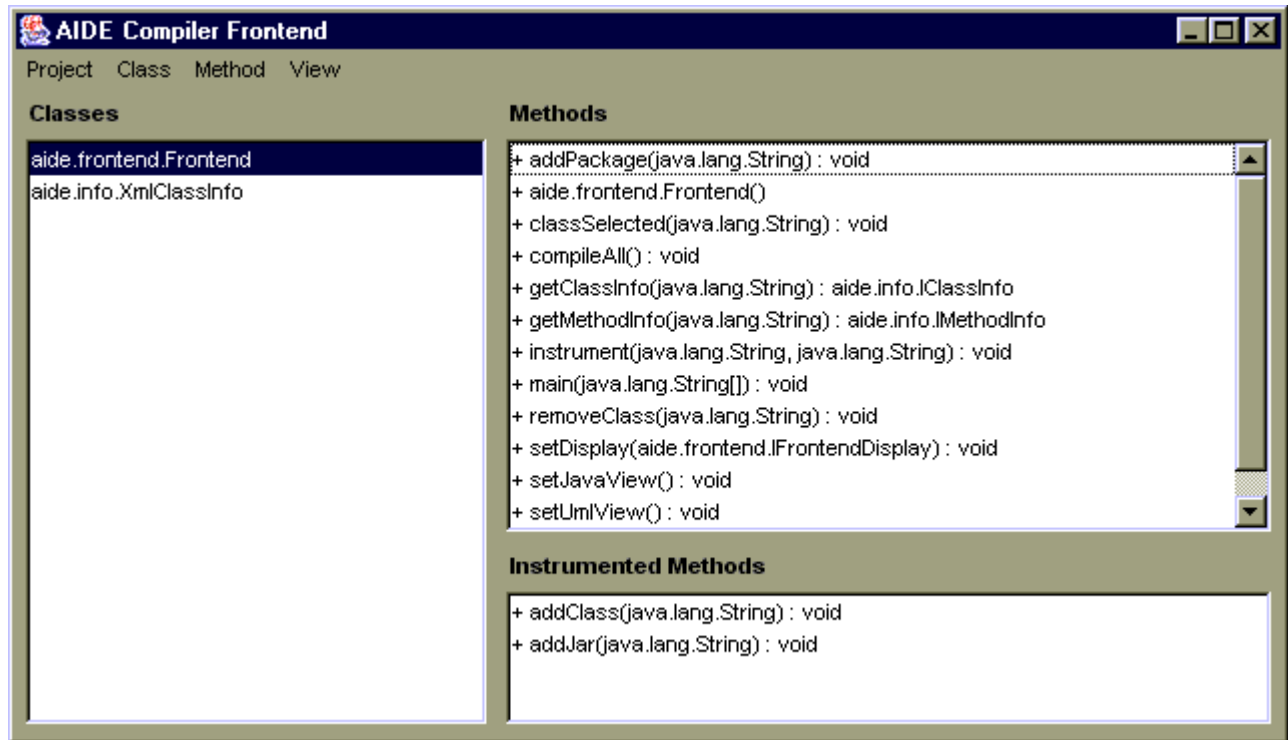 AIDE Compiler Frontend
Project Class Method View
Classes
aide.frontend.Frontend
aide.info.XmlClassInfo
Methods
+ addPackage(java.lang.String) : void
+ aide.frontend.Frontend()
+ classSelected(java.lang.String) : void
+ compileAll() : void
+ getClassInfo(java.lang.String) : aide.info.IClassInfo
+ getMethodInfo(java.lang.String) : aide.info.IMethodInfo
+ instrument(java.lang.String, java.lang.String) : void
+ main(java.lang.String[]) : void
+ removeClass(java.lang.String) : void
+ setDisplay(aide.frontend.IFrontendDisplay) : void
+ setJavaView() : void
+ setUmlView() : void
Instrumented Methods
+ addClass(java.lang.String) : void
+ addJar(java.lang.String) : void